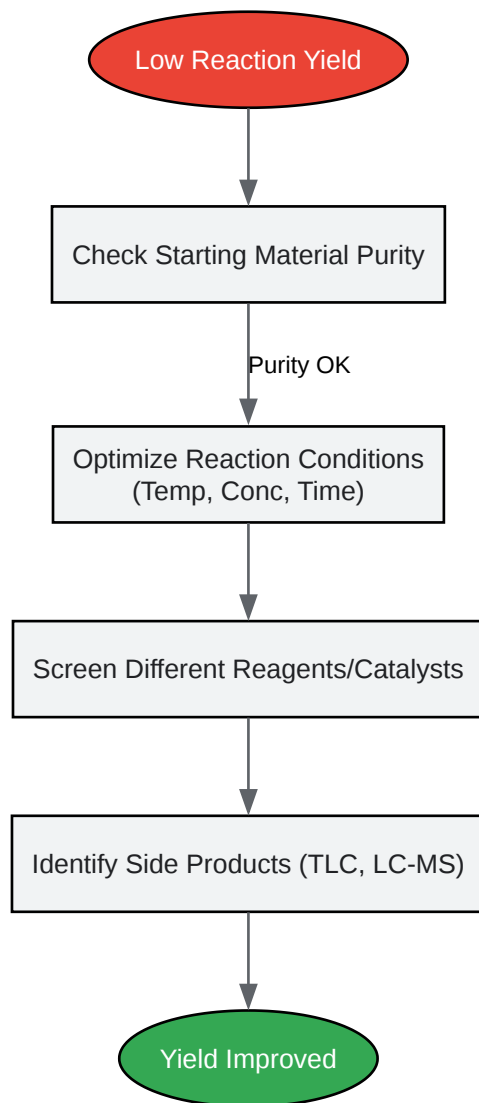 Low Reaction Yield
Check Starting Material Purity
Purity OK
Optimize Reaction Conditions
(Temp, Conc, Time)
Screen Different Reagents/Catalysts
Identify Side Products (TLC, LC-MS)
Yield Improved